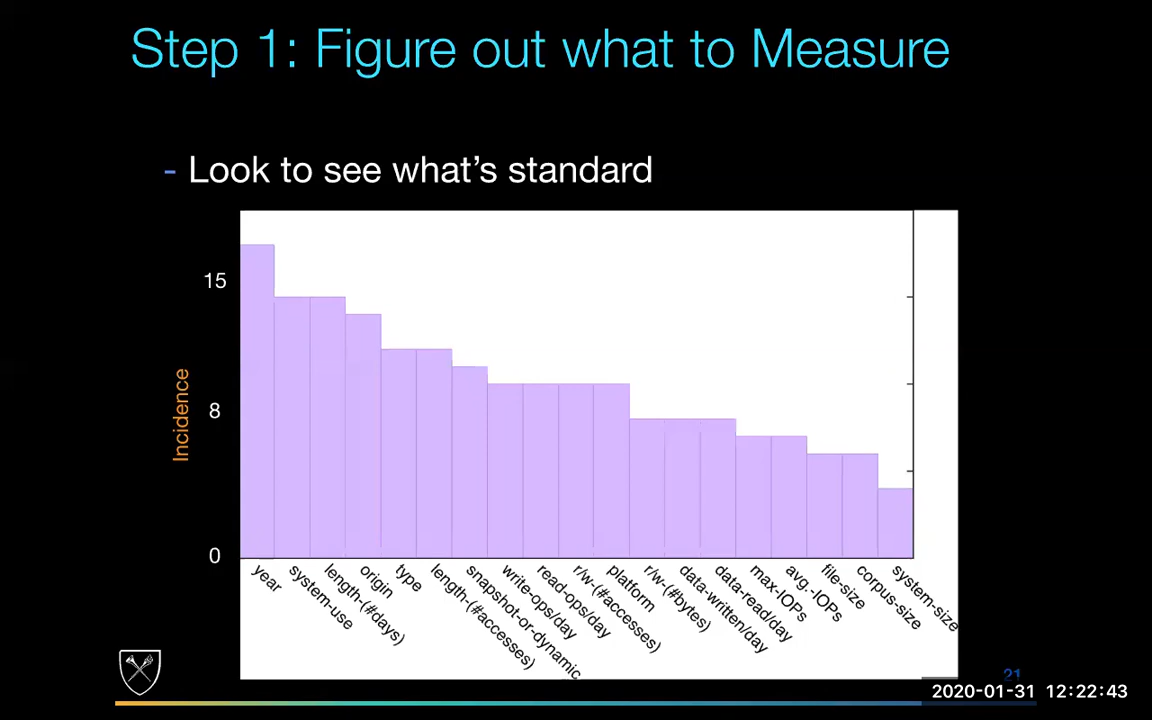 Step 1: Figure out what to Measure
- Look to see what's standard
15
8
0
Incidence
year
system-use
length-(#days)
origin
type
length-(#accesses)
snapshot-or-dynamic
write-ops/day
read-ops/day
r/w-(#accesses)
platform
r/w-(#bytes)
data-written/day
data-read/day
max-IOPs
avg.-IOPs
file-size
corpus-size
system-size
21
2020-01-31 12:22:43